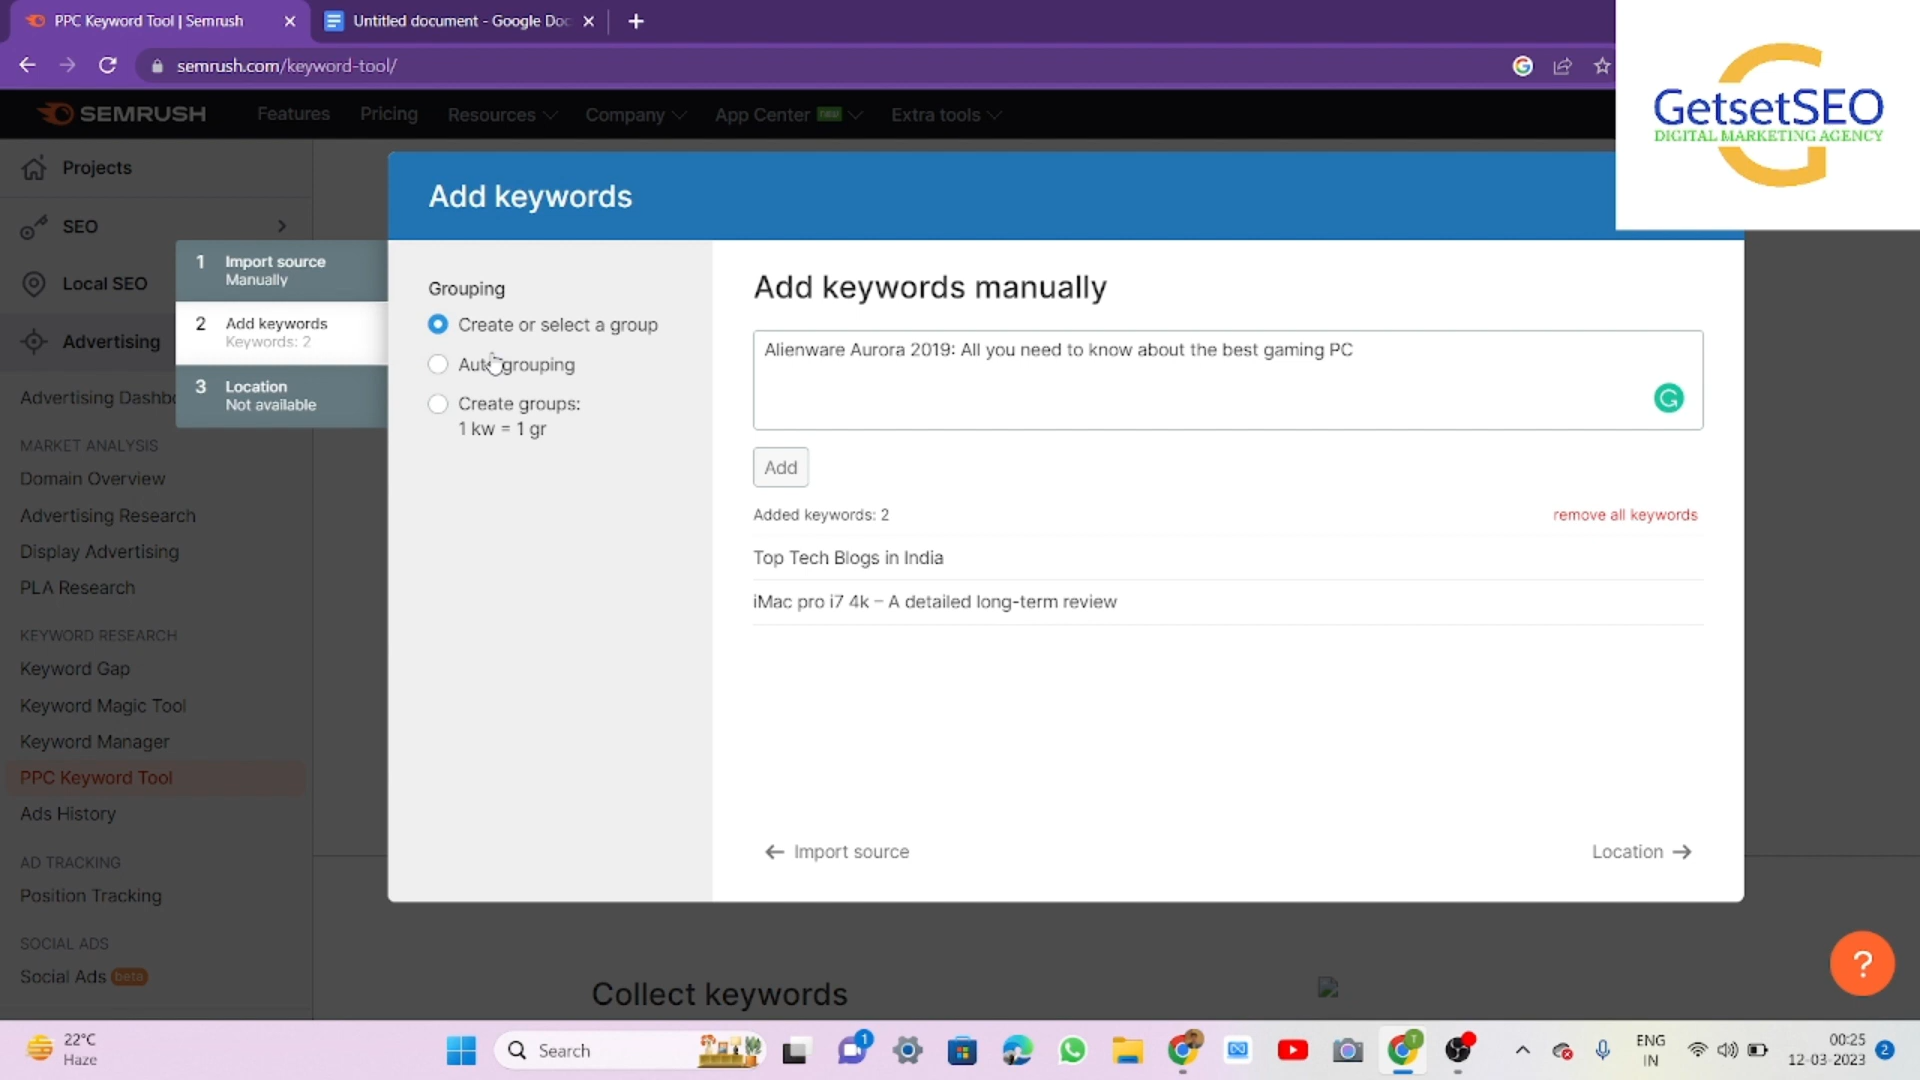 PPC Keyword Tool | Semrush
Untitled document - Google Doc
semrush.com/keyword-tool/
SEMRUSH
Features
Pricing
Resources
Company
App Center new
Extra tools
GetsetSEO
DIGITAL MARKETING AGENCY
Projects
SEO
Local SEO
Advertising
Advertising Dashbo
MARKET ANALYSIS
Domain Overview
Advertising Research
Display Advertising
PLA Research
KEYWORD RESEARCH
Keyword Gap
Keyword Magic Tool
Keyword Manager
PPC Keyword Tool
Ads History
AD TRACKING
Position Tracking
SOCIAL ADS
Social Ads beta
1 Import source
Manually
2 Add keywords
Keywords: 2
3 Location
Not available
Add keywords
Grouping
Create or select a group
Auto grouping
Create groups:
1 kw = 1 gr
Add keywords manually
Alienware Aurora 2019: All you need to know about the best gaming PC
Add
Added keywords: 2
remove all keywords
Top Tech Blogs in India
iMac pro i7 4k – A detailed long-term review
Import source
Location
Collect keywords
?
22°C
Haze
Search
1
T
ENG
IN
00:25
12-03-2023
2